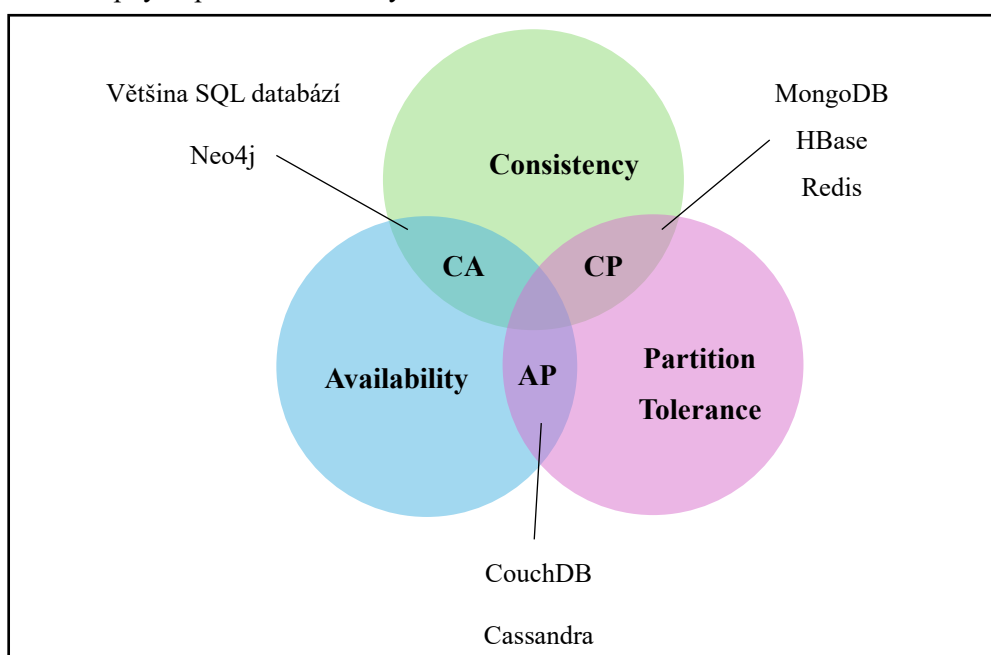 Většina SQL databází
Neo4j
MongoDB
HBase
Redis
Consistency
CA
CP
Availability
AP
Partition
Tolerance
CouchDB
Cassandra